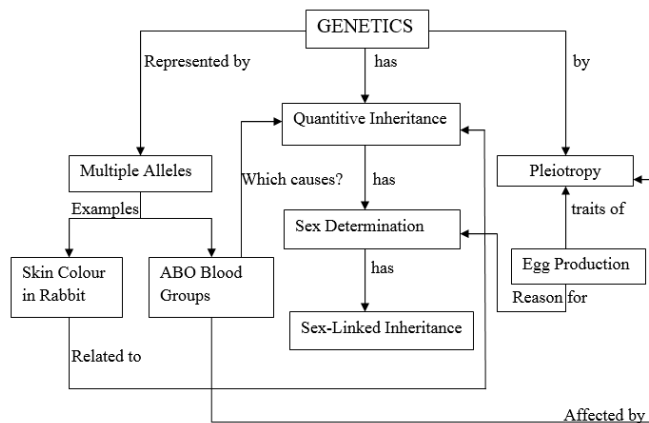 GENETICS
Represented by
has
by
Quantitive Inheritance
Multiple Alleles
Which causes?
has
Pleiotropy
Examples
Sex Determination
traits of
Skin Colour
in Rabbit
ABO Blood
Groups
has
Egg Production
Reason for
Sex-Linked Inheritance
Related to
Affected by